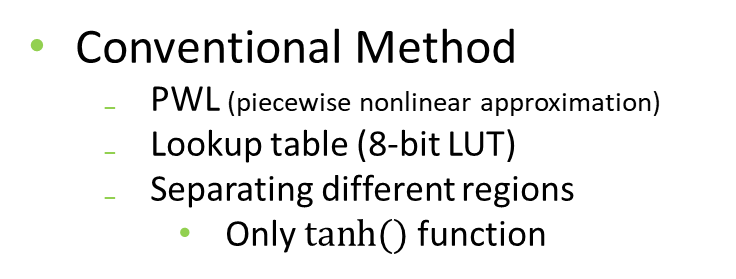 • Conventional Method
– PWL (piecewise nonlinear approximation)
– Lookup table (8-bit LUT)
– Separating different regions
• Only tanh() function